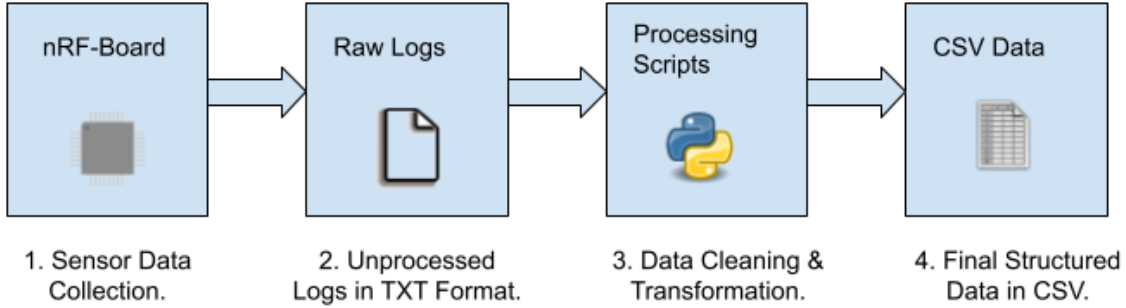 nRF-Board
Raw Logs
Processing
Scripts
CSV Data
1. Sensor Data
Collection.
2. Unprocessed
Logs in TXT Format.
3. Data Cleaning &
Transformation.
4. Final Structured
Data in CSV.